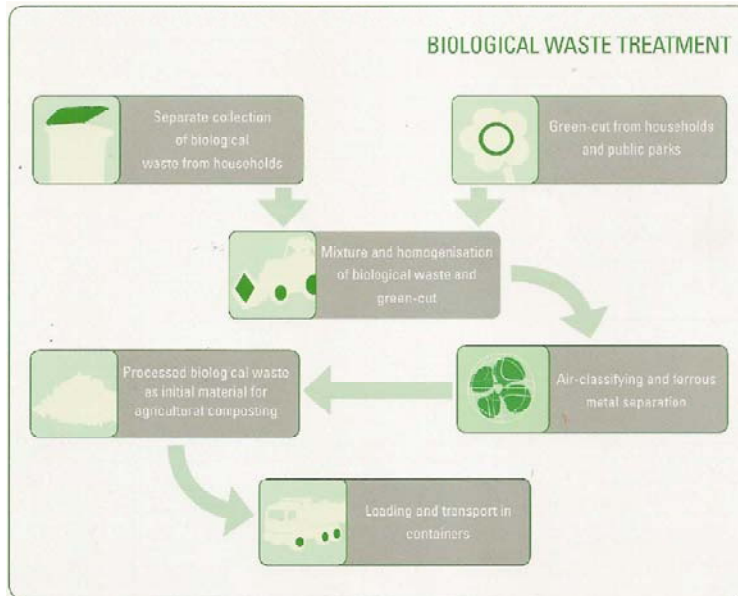 BIOLOGICAL WASTE TREATMENT
Separate collection
of biological
waste from households
Green-cut from households
and public parks
Mixture and homogenisation
of biological waste and
green-cut
Air-classifying and ferrous
metal separation
Processed biological waste
as initial material for
agricultural composting
Loading and transport in
containers